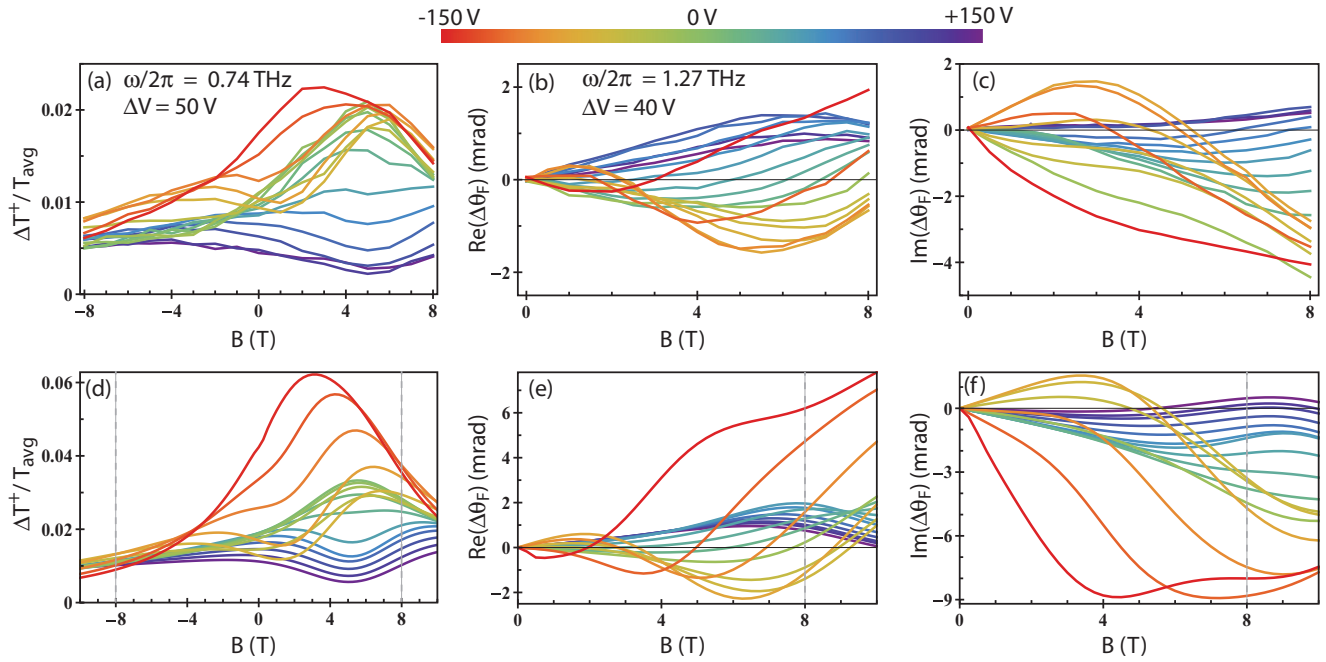 -150 V 0 V +150 V
(a) ω/2π = 0.74 THz
ΔV = 50 V
ΔT⁺/ T_avg
0.02
0.01
0
−8 −4 0 4 8
B (T)
(b) ω/2π = 1.27 THz
ΔV = 40 V
Re(Δθ_F) (mrad)
2
0
−2
0 2 4 6 8
B (T)
(c)
Im(Δθ_F) (mrad)
2
0
−2
−4
0 2 4 6 8
B (T)
(d)
ΔT⁺/ T_avg
0.06
0.04
0.02
0
−8 −4 0 4 8
B (T)
(e)
Re(Δθ_F) (mrad)
6
4
2
0
−2
0 4 8
B (T)
(f)
Im(Δθ_F) (mrad)
0
−3
−6
−9
0 4 8
B (T)